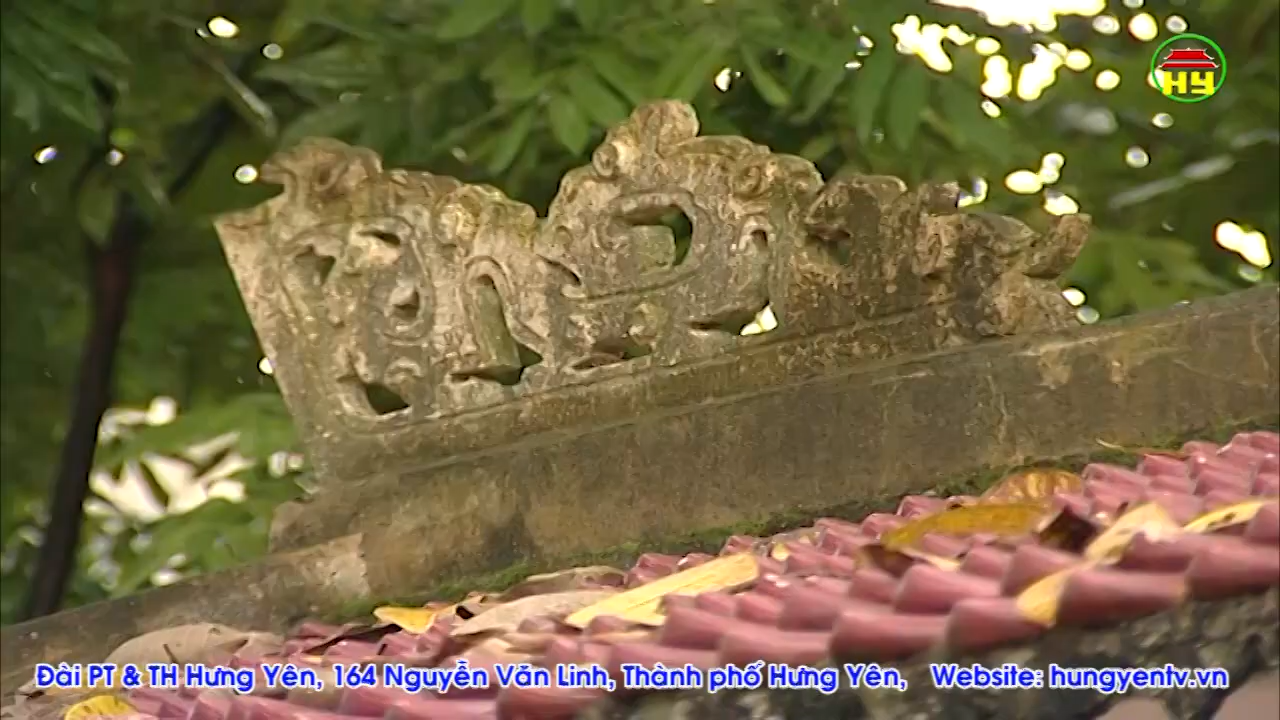 HY
Đài PT & TH Hưng Yên, 164 Nguyễn Văn Linh, Thành phố Hưng Yên, Website: hungyentv.vn